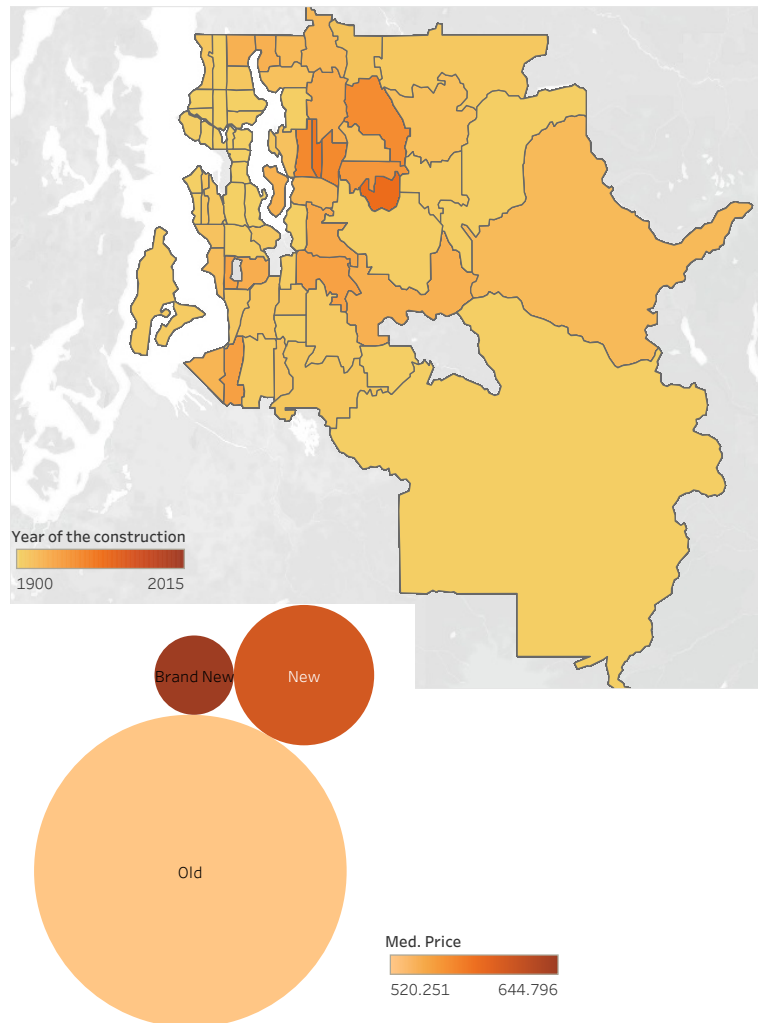 Year of the construction
1900 2015
Brand New New
Old
Med. Price
520.251 644.796